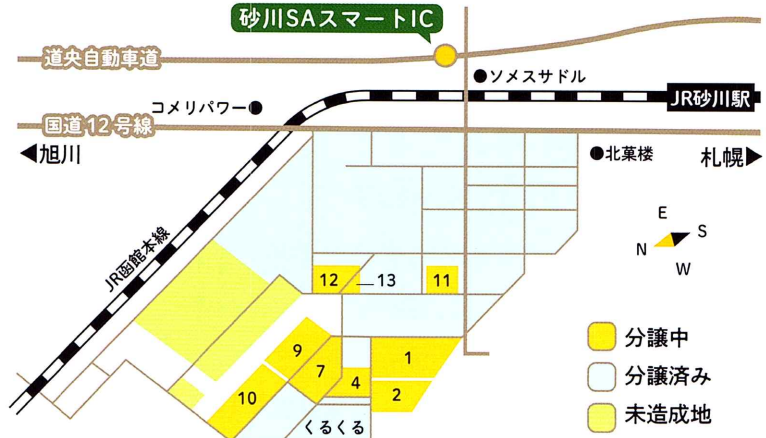 砂川SAスマートIC
道央自動車道
ソメスサドル
コメリパワー
JR砂川駅
国道12号線
旭川
北菓楼
札幌
JR函館本線
E
N
S
W
12
13
11
9
7
1
4
2
10
くるくる
分譲中
分譲済み
未造成地